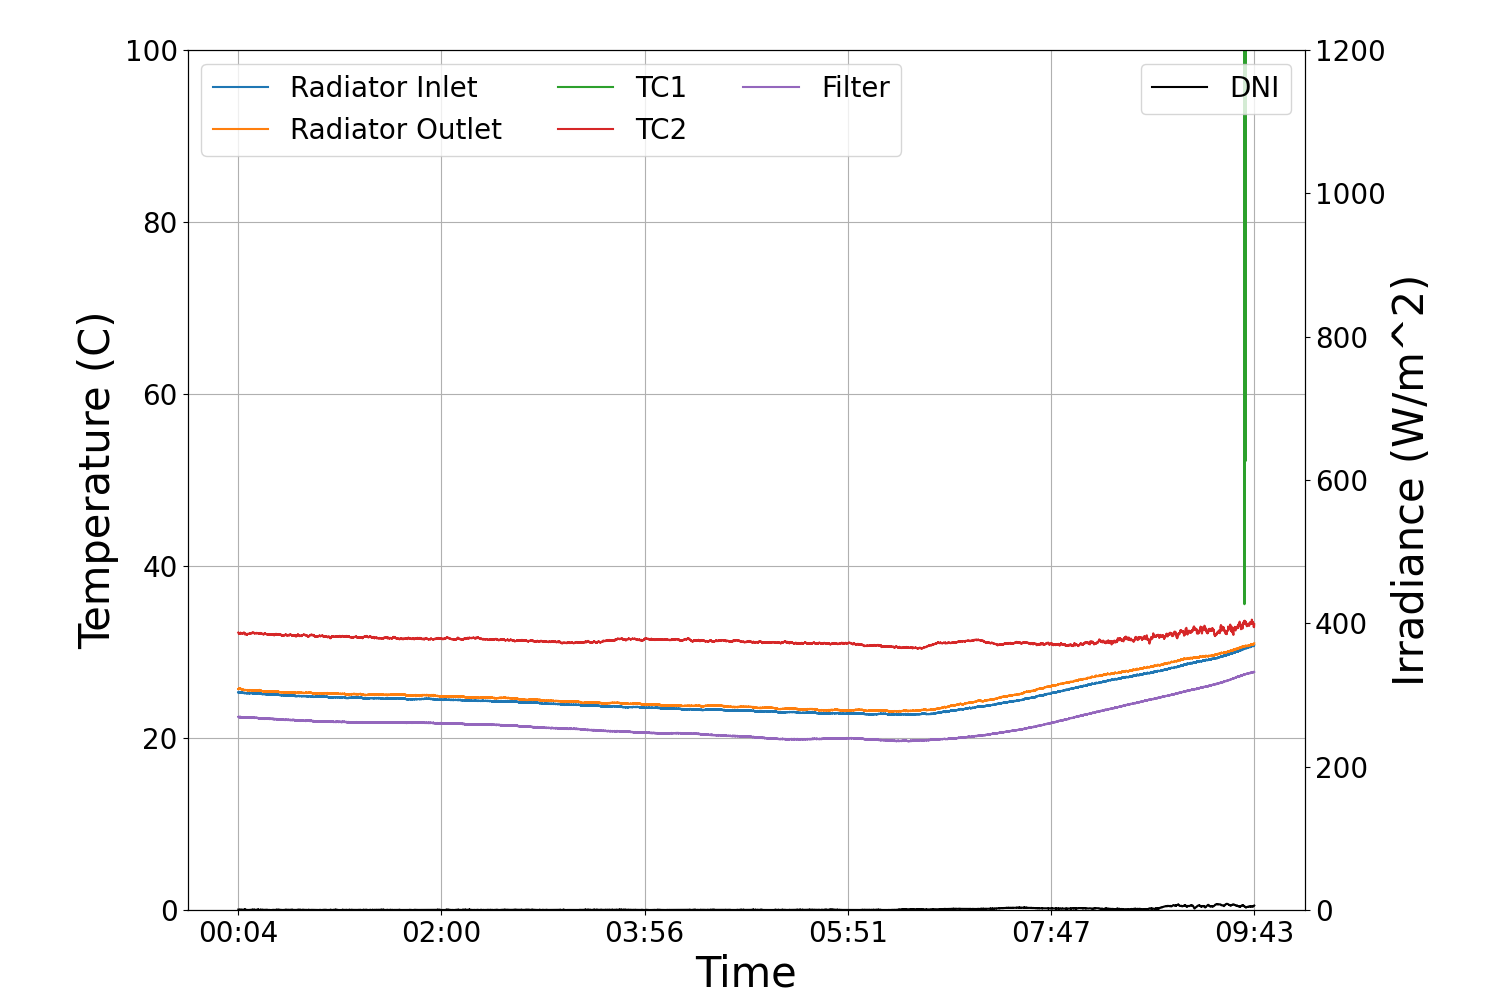 Radiator Inlet
Radiator Outlet
TC1
TC2
Filter
DNI
100
80
60
40
20
0
Temperature (C)
1200
1000
800
600
400
200
0
Irradiance (W/m^2)
00:04 02:00 03:56 05:51 07:47 09:43
Time